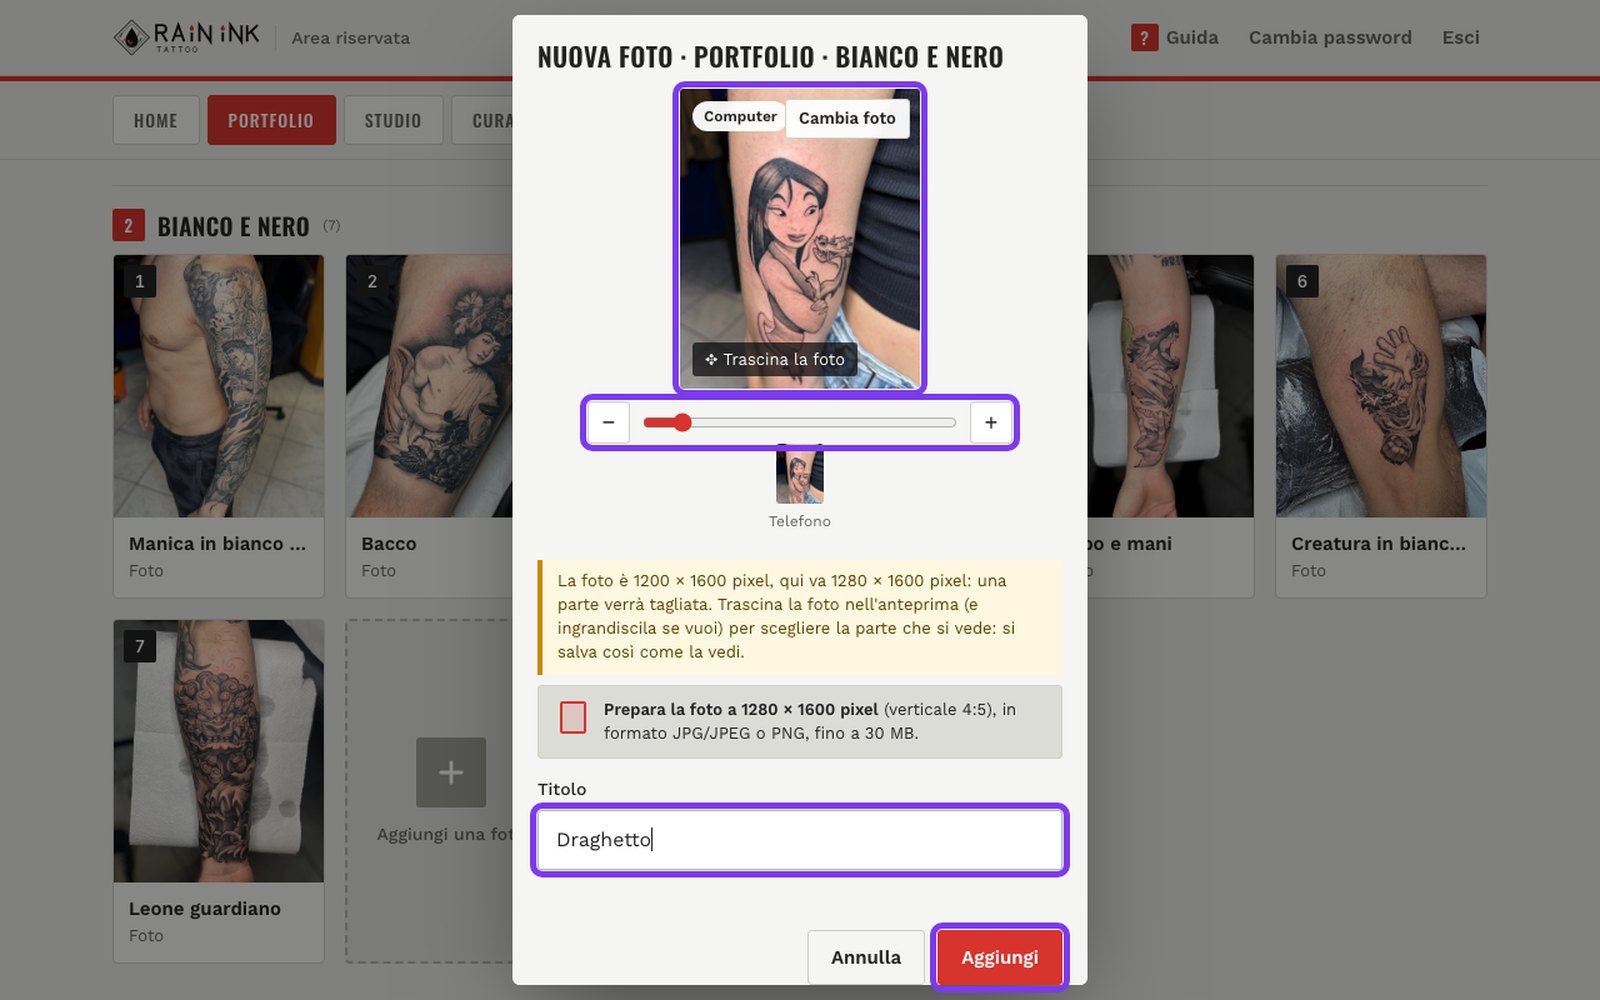 RAIN INK
TATTOO
Area riservata
? Guida
Cambia password
Esci
HOME
PORTFOLIO
STUDIO
CURA
2 BIANCO E NERO (7)
1
Manica in bianco ...
Foto
2
Bacco
Foto
o e mani
6
Creatura in bianc...
Foto
7
Leone guardiano
Foto
+
Aggiungi una fot
NUOVA FOTO · PORTFOLIO · BIANCO E NERO
Computer
Cambia foto
Trascina la foto
−
+
Telefono
La foto è 1200 × 1600 pixel, qui va 1280 × 1600 pixel: una
parte verrà tagliata. Trascina la foto nell'anteprima (e
ingrandiscila se vuoi) per scegliere la parte che si vede: si
salva così come la vedi.
Prepara la foto a 1280 × 1600 pixel (verticale 4:5), in
formato JPG/JPEG o PNG, fino a 30 MB.
Titolo
Draghetto
Annulla
Aggiungi